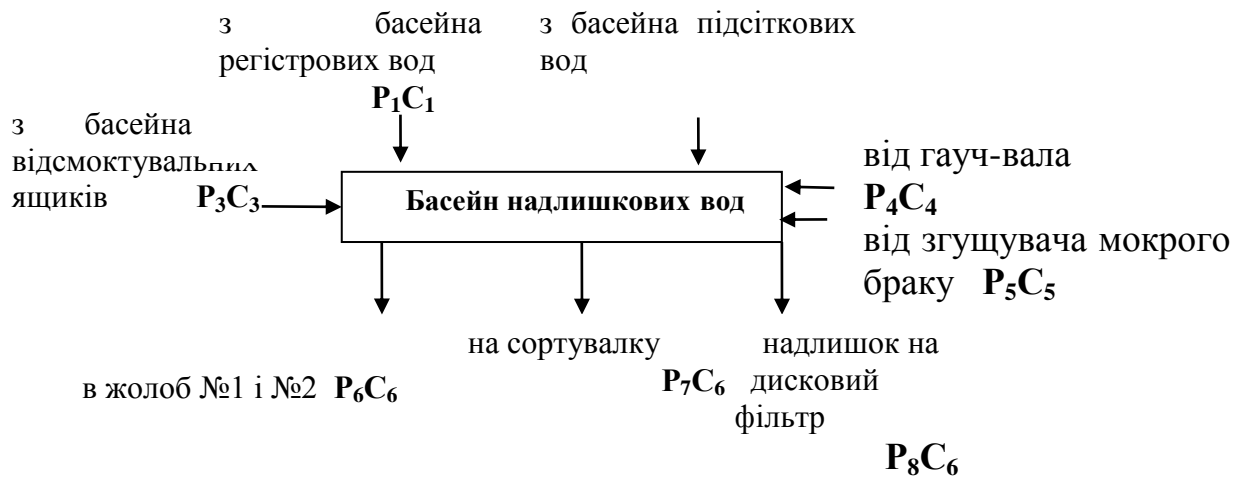 з басейна
регістрових вод
P₁C₁
з басейна підсіткових
вод
з басейна
відсмоктувальних
ящиків P₃C₃
Басейн надлишкових вод
від гауч-вала
P₄C₄
від згущувача мокрого
браку P₅C₅
в жолоб №1 і №2 P₆C₆
на сортувалку
P₇C₆
надлишок на
дисковий
фільтр
P₈C₆